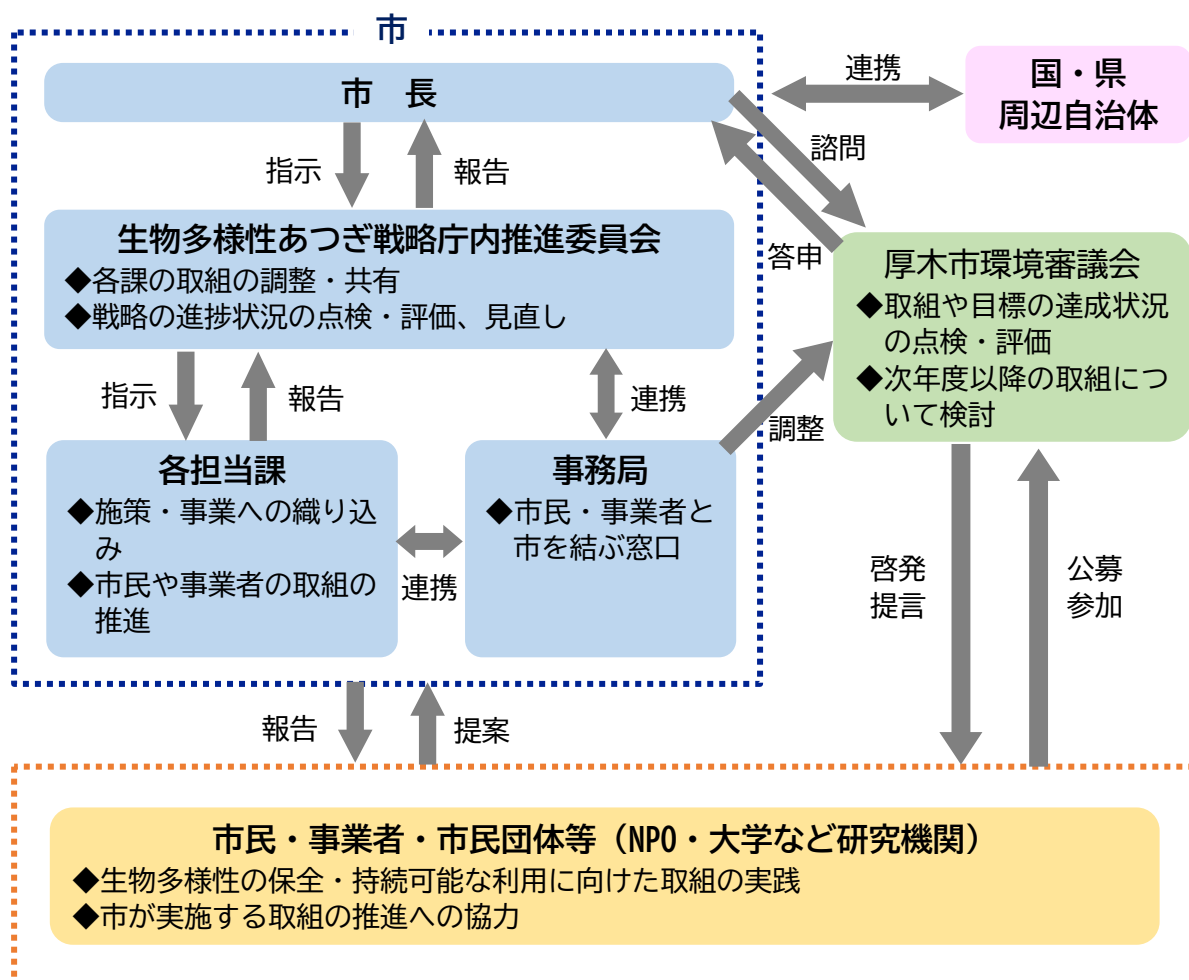 市
市　長
連携
国・県
周辺自治体
指示
報告
諮問
答申
生物多様性あつぎ戦略庁内推進委員会
◆各課の取組の調整・共有
◆戦略の進捗状況の点検・評価、見直し
厚木市環境審議会
◆取組や目標の達成状況
の点検・評価
◆次年度以降の取組につ
いて検討
指示
報告
連携
調整
各担当課
◆施策・事業への織り込
み
◆市民や事業者の取組の
推進
連携
事務局
◆市民・事業者と
市を結ぶ窓口
啓発
提言
公募
参加
報告
提案
市民・事業者・市民団体等（NPO・大学など研究機関）
◆生物多様性の保全・持続可能な利用に向けた取組の実践
◆市が実施する取組の推進への協力